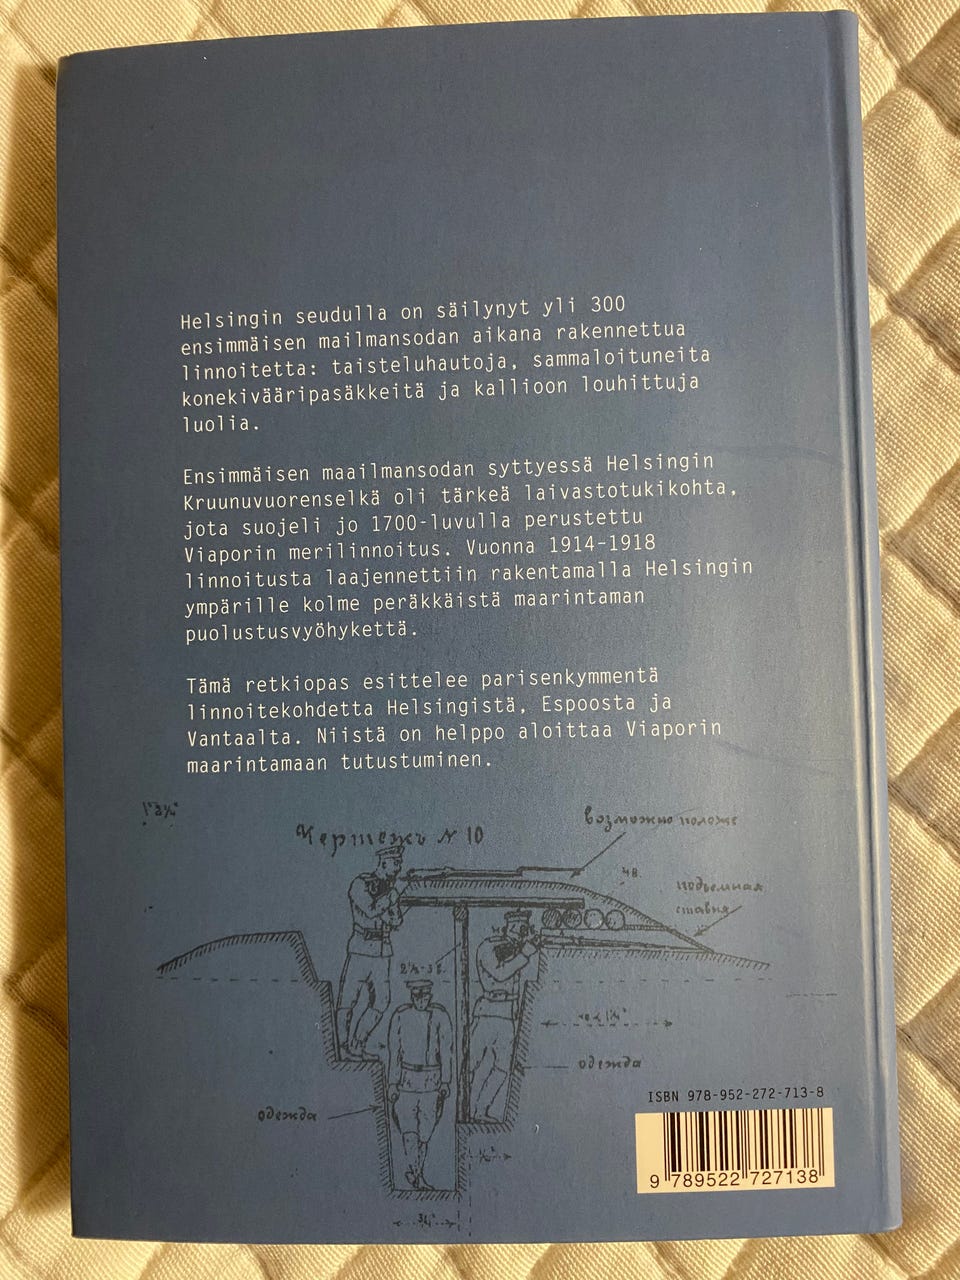 Helsingin seudulla on säilynyt yli 300
ensimmäisen mailmansodan aikana rakennettua
linnoitetta: taisteluhautoja, sammaloituneita
konekivääripasäkkeitä ja kallioon louhittuja
luolia.
Ensimmäisen maailmansodan syttyessä Helsingin
Kruunuvuorenselkä oli tärkeä laivastotukikohta,
jota suojeli jo 1700-luvulla perustettu
Viaporin merilinnoitus. Vuonna 1914-1918
linnoitusta laajennettiin rakentamalla Helsingin
ympärille kolme peräkkäistä maarintaman
puolustusvyöhykettä.
Tämä retkiopas esittelee parisenkymmentä
linnoitekohdetta Helsingistä, Espoosta ja
Vantaalta. Niistä on helppo aloittaa Viaporin
maarintamaan tutustuminen.
Чертежъ N 10
возможно положе
подъемная
ставня
одежда
одежда
ISBN 978-952-272-713-8
9 789522 727138